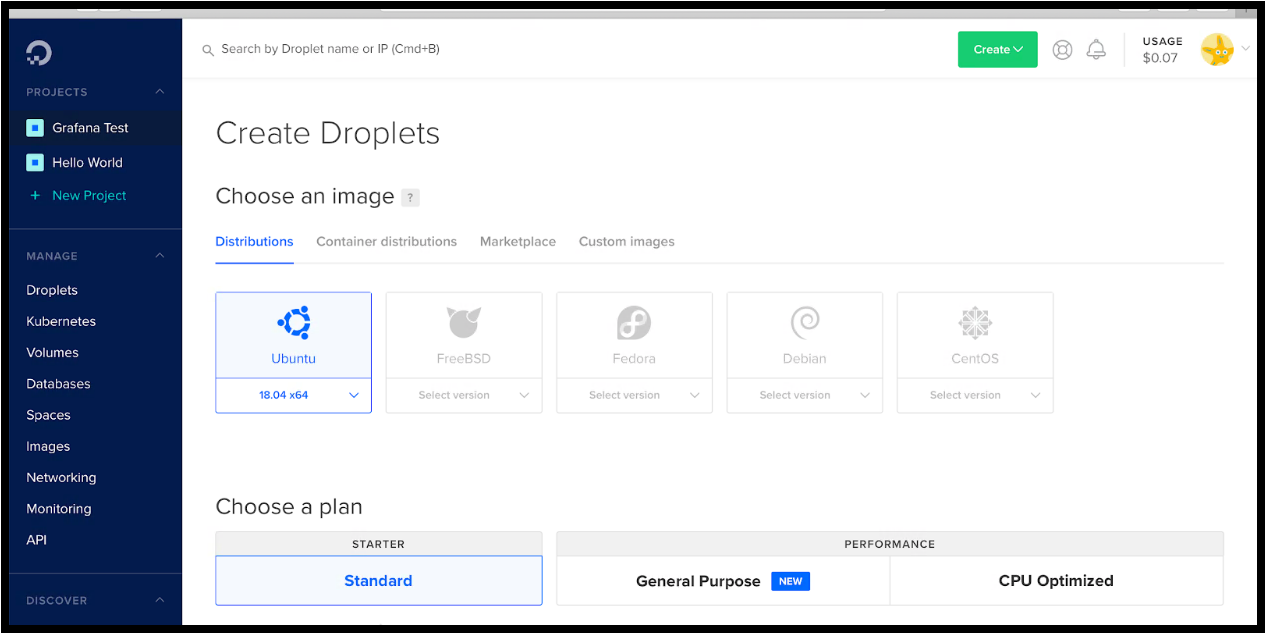 Search by Droplet name or IP (Cmd+B)
Create
USAGE
$0.07
PROJECTS
Grafana Test
Hello World
+ New Project
MANAGE
Droplets
Kubernetes
Volumes
Databases
Spaces
Images
Networking
Monitoring
API
DISCOVER
Create Droplets
Choose an image ?
Distributions Container distributions Marketplace Custom images
Ubuntu FreeBSD Fedora Debian CentOS
18.04 x64 Select version Select version Select version Select version
Choose a plan
STARTER PERFORMANCE
Standard General Purpose NEW CPU Optimized